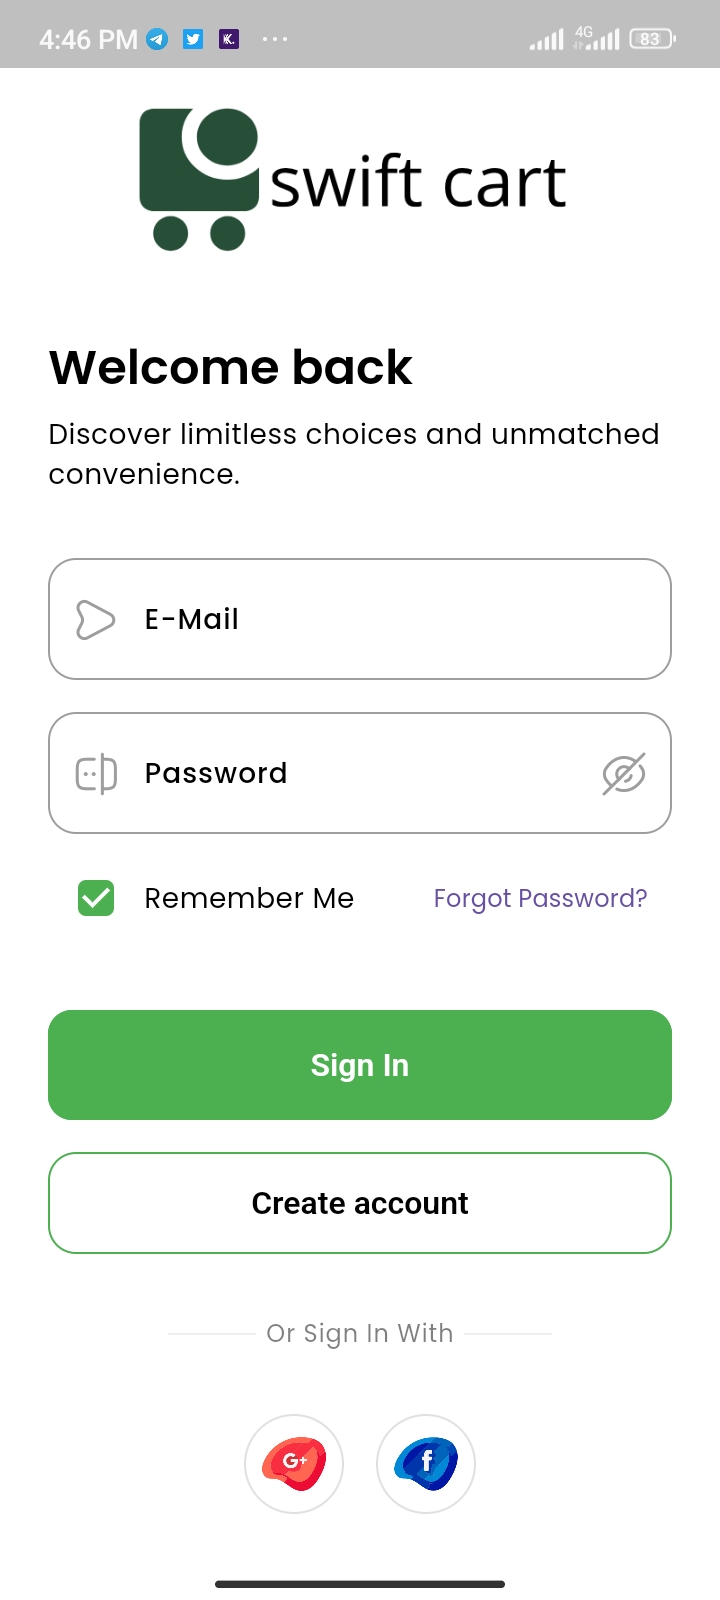 4:46 PM K. ... 4G 83
swift cart
Welcome back
Discover limitless choices and unmatched
convenience.
E-Mail
Password
Remember Me Forgot Password?
Sign In
Create account
Or Sign In With
G+ f